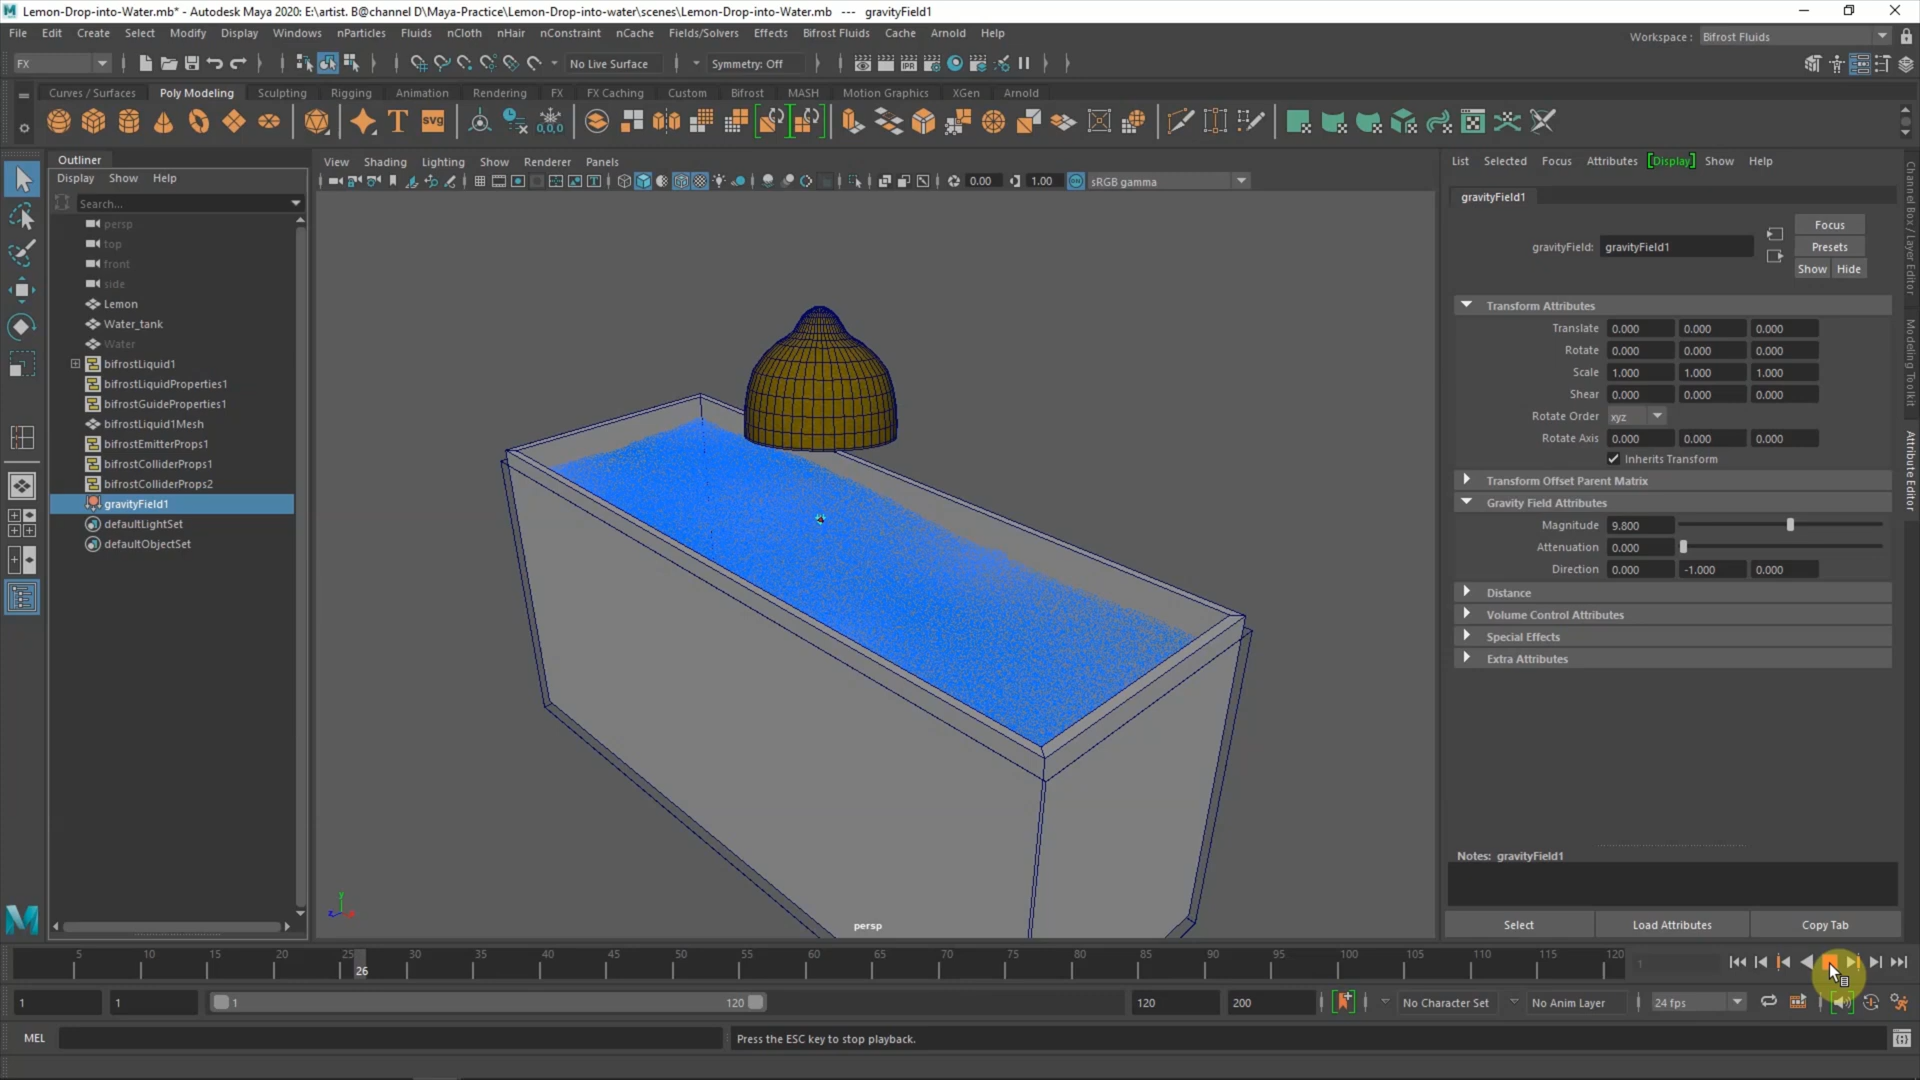 Lemon-Drop-into-Water.mb* - Autodesk Maya 2020: E:\artist. B@channel D\Maya-Practice\Lemon-Drop-into-water\scenes\Lemon-Drop-into-Water.mb --- gravityField1
File Edit Create Select Modify Display Windows nParticles Fluids nCloth nHair nConstraint nCache Fields/Solvers Effects Bifrost Fluids Cache Arnold Help
Workspace : Bifrost Fluids
FX No Live Surface Symmetry: Off
Curves / Surfaces Poly Modeling Sculpting Rigging Animation Rendering FX FX Caching Custom Bifrost MASH Motion Graphics XGen Arnold
Outliner
Display Show Help
Search...
persp
top
front
side
Lemon
Water_tank
Water
bifrostLiquid1
bifrostLiquidProperties1
bifrostGuideProperties1
bifrostLiquid1Mesh
bifrostEmitterProps1
bifrostColliderProps1
bifrostColliderProps2
gravityField1
defaultLightSet
defaultObjectSet
View Shading Lighting Show Renderer Panels
0.00 1.00 sRGB gamma
persp
List Selected Focus Attributes [Display] Show Help
gravityField1
gravityField: gravityField1
Focus
Presets
Show Hide
Transform Attributes
Translate 0.000 0.000 0.000
Rotate 0.000 0.000 0.000
Scale 1.000 1.000 1.000
Shear 0.000 0.000 0.000
Rotate Order xyz
Rotate Axis 0.000 0.000 0.000
Inherits Transform
Transform Offset Parent Matrix
Gravity Field Attributes
Magnitude 9.800
Attenuation 0.000
Direction 0.000 -1.000 0.000
Distance
Volume Control Attributes
Special Effects
Extra Attributes
Notes: gravityField1
Select Load Attributes Copy Tab
Channel Box / Layer Editor
Modeling Toolkit
Attribute Editor
5 10 15 20 25 30 35 40 45 50 55 60 65 70 75 80 85 90 95 100 105 110 115 120
26
1
1 1 1 120 120 200 No Character Set No Anim Layer 24 fps
MEL Press the ESC key to stop playback.